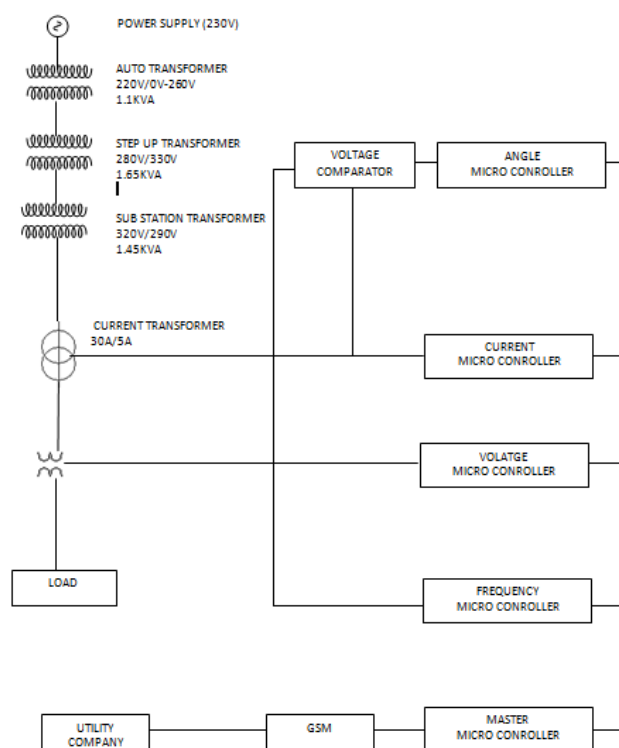 POWER SUPPLY (230V)
AUTO TRANSFORMER
220V/0V-260V
1.1KVA
STEP UP TRANSFORMER
280V/330V
1.65KVA
SUB STATION TRANSFORMER
320V/290V
1.45KVA
CURRENT TRANSFORMER
30A/5A
LOAD
VOLTAGE
COMPARATOR
ANGLE
MICRO CONROLLER
CURRENT
MICRO CONROLLER
VOLATGE
MICRO CONROLLER
FREQUENCY
MICRO CONROLLER
UTILITY
COMPANY
GSM
MASTER
MICRO CONROLLER